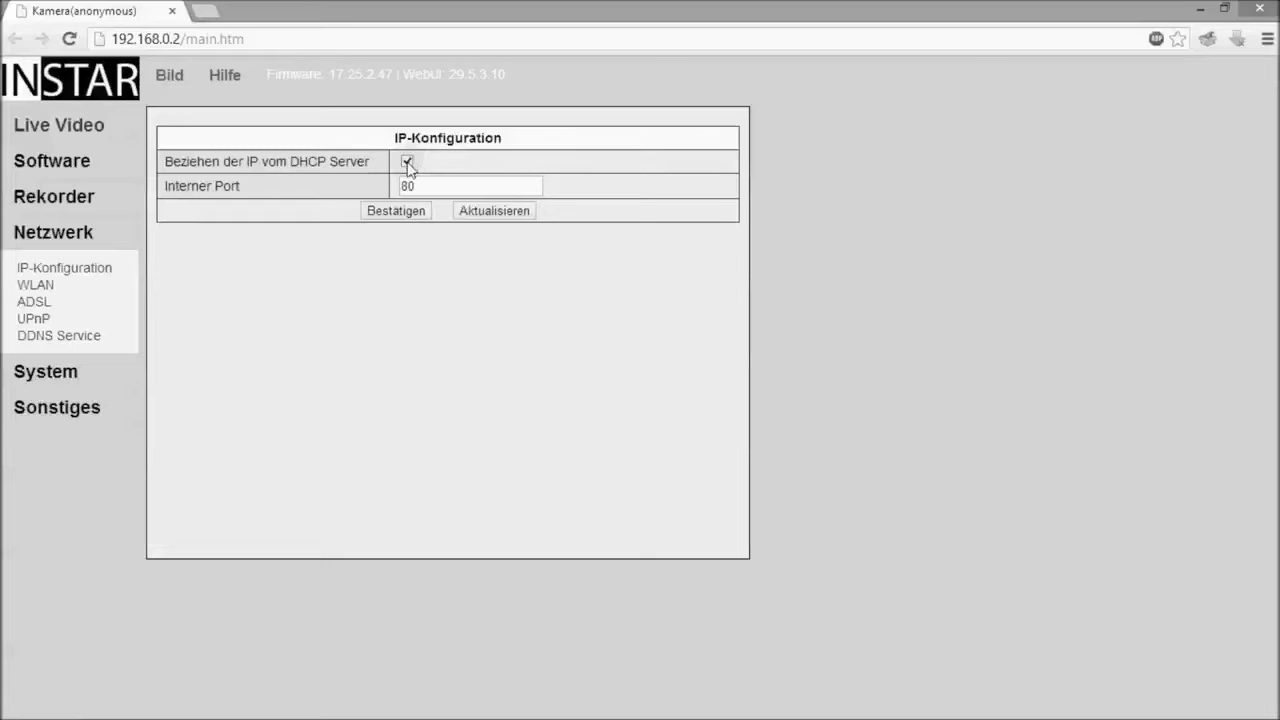 Kamera(anonymous)
192.168.0.2/main.htm
ABP
INSTAR
Bild
Hilfe
Firmware: 17.25.2.47 | WebUI: 29.5.3.10
Live Video
Software
Rekorder
Netzwerk
IP-Konfiguration
WLAN
ADSL
UPnP
DDNS Service
System
Sonstiges
IP-Konfiguration
Beziehen der IP vom DHCP Server
Interner Port
80
Bestätigen
Aktualisieren